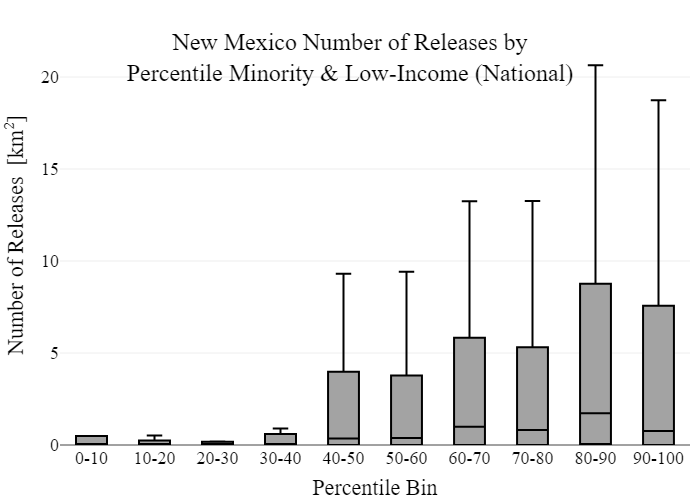 New Mexico Number of Releases by
Percentile Minority & Low-Income (National)
Number of Releases [km²]
20
15
10
5
0
0-10 10-20 20-30 30-40 40-50 50-60 60-70 70-80 80-90 90-100
Percentile Bin